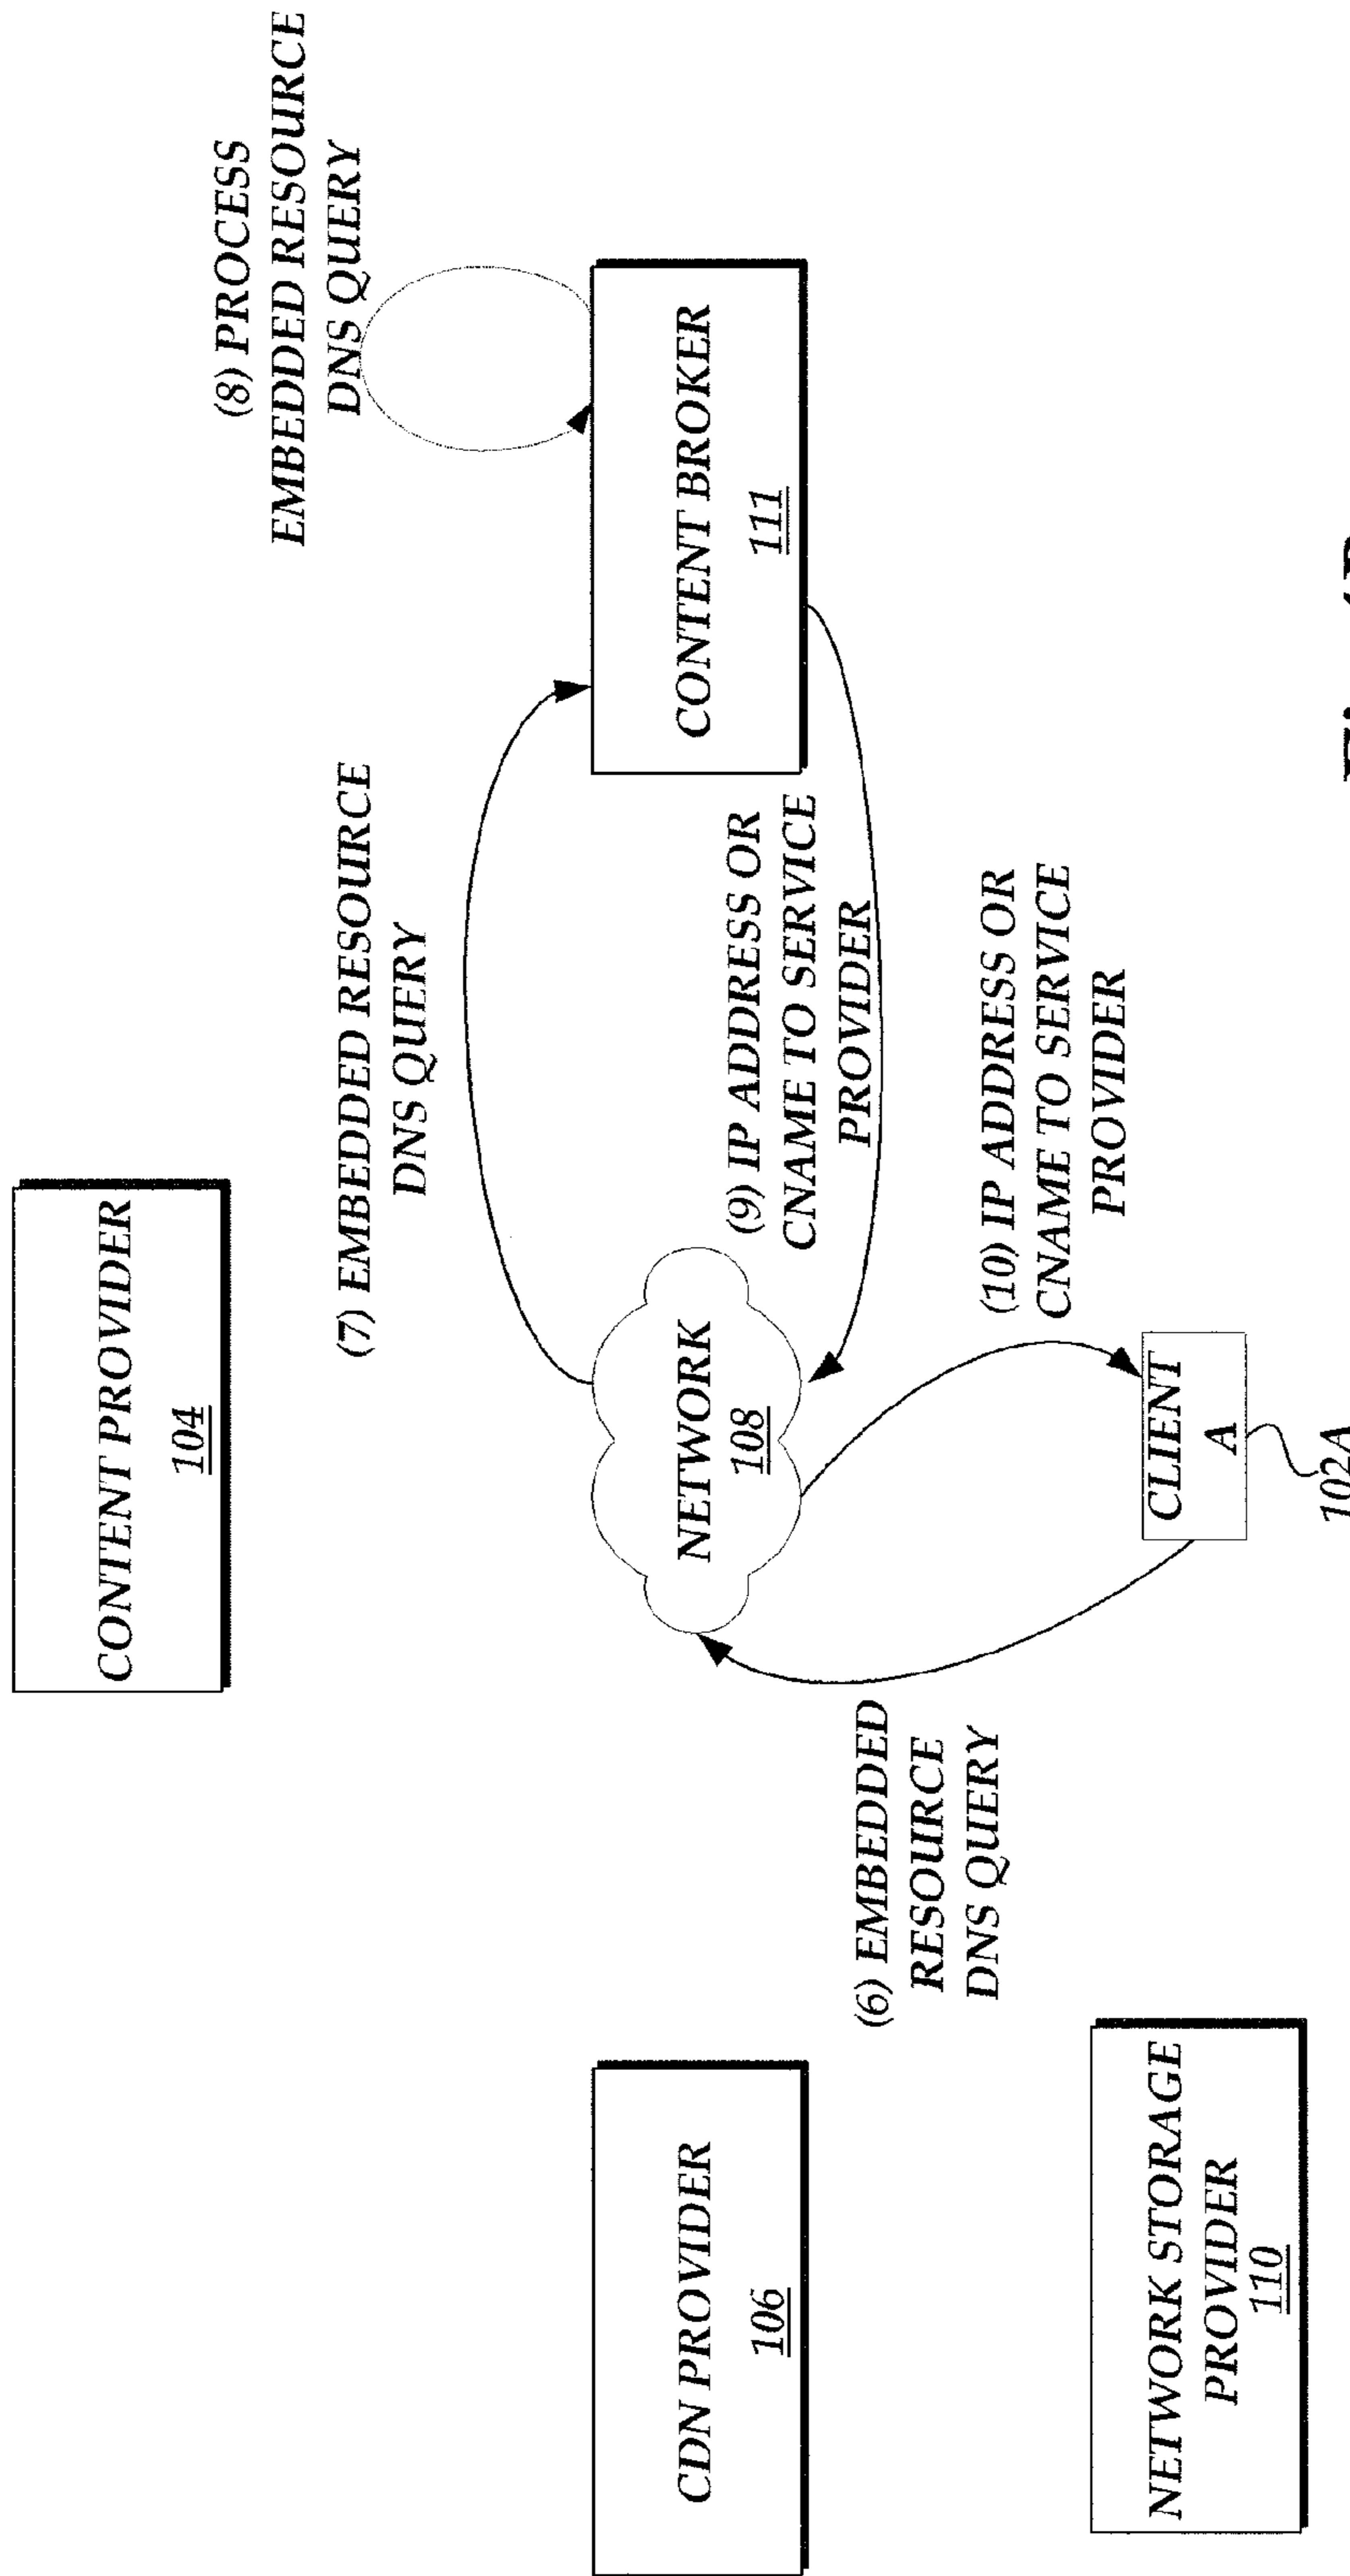 CONTENT PROVIDER
104
(8) PROCESS
EMBEDDED RESOURCE
DNS QUERY
(7) EMBEDDED RESOURCE
DNS QUERY
CDN PROVIDER
106
NETWORK
108
CONTENT BROKER
111
(9) IP ADDRESS OR
CNAME TO SERVICE
PROVIDER
(6) EMBEDDED
RESOURCE
DNS QUERY
(10) IP ADDRESS OR
CNAME TO SERVICE
PROVIDER
NETWORK STORAGE
PROVIDER
110
CLIENT
A
102A